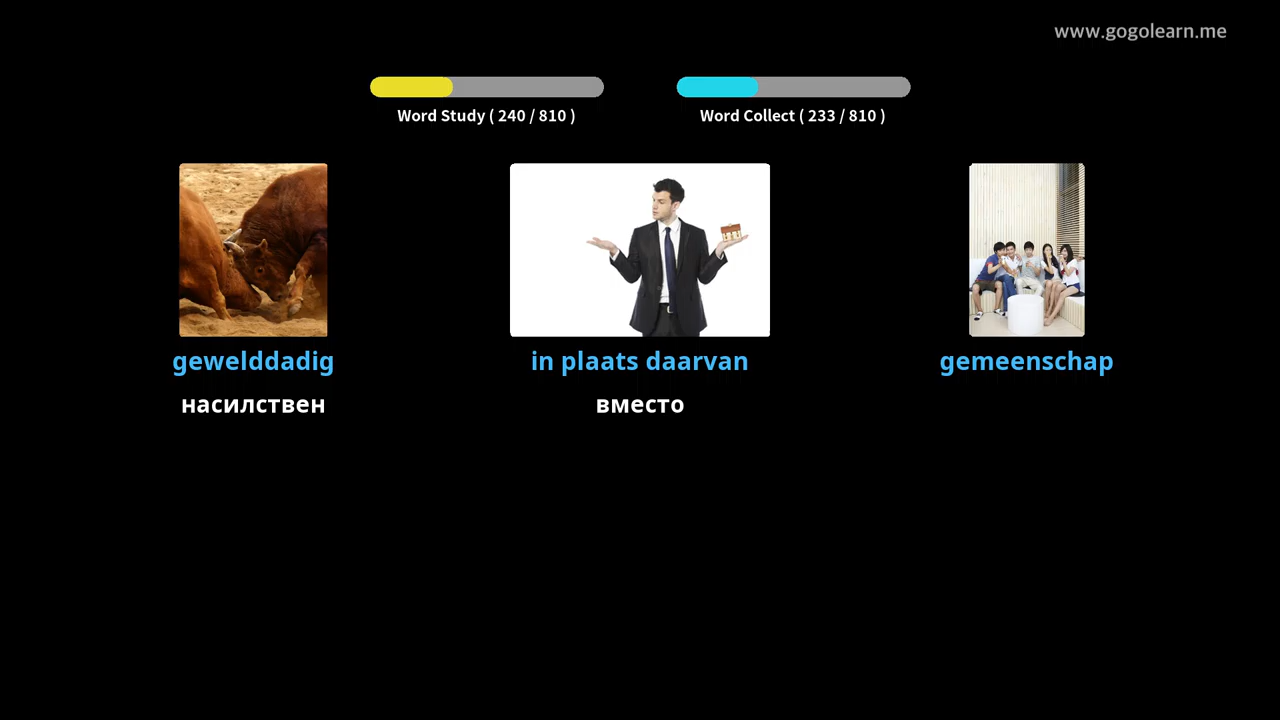 www.gogolearn.me
Word Study ( 240 / 810 )
Word Collect ( 233 / 810 )
gewelddadig
in plaats daarvan
gemeenschap
насилствен
вместо